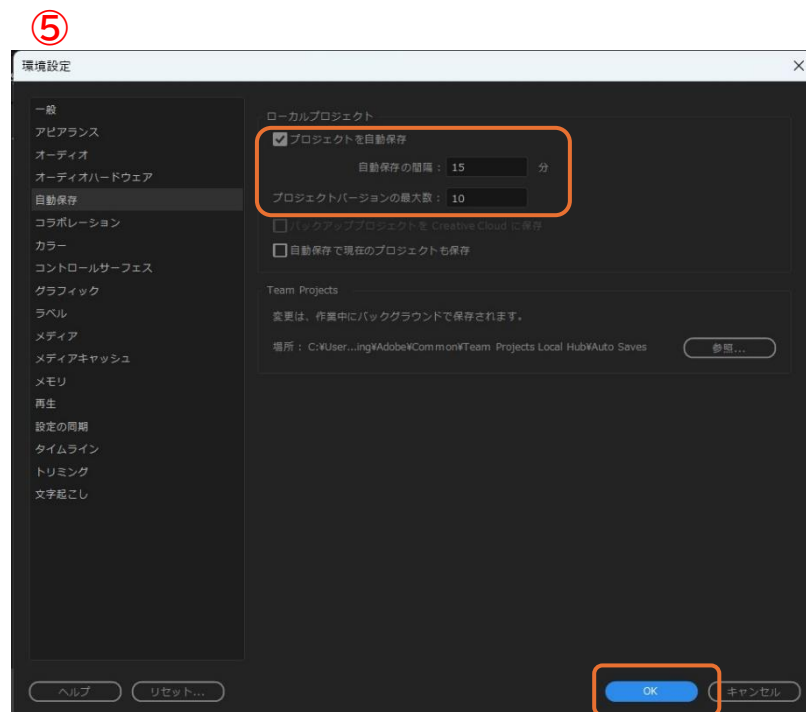 ⑤
環境設定
一般
アピアランス
オーディオ
オーディオハードウェア
自動保存
コラボレーション
カラー
コントロールサーフェス
グラフィック
ラベル
メディア
メディアキャッシュ
メモリ
再生
設定の同期
タイムライン
トリミング
文字起こし
ローカルプロジェクト
プロジェクトを自動保存
自動保存の間隔： 15 分
プロジェクトバージョンの最大数： 10
バックアッププロジェクトを Creative Cloud に保存
自動保存で現在のプロジェクトも保存
Team Projects
変更は、作業中にバックグラウンドで保存されます。
場所： C:¥User...ing¥Adobe¥Common¥Team Projects Local Hub¥Auto Saves 参照...
ヘルプ リセット... OK キャンセル